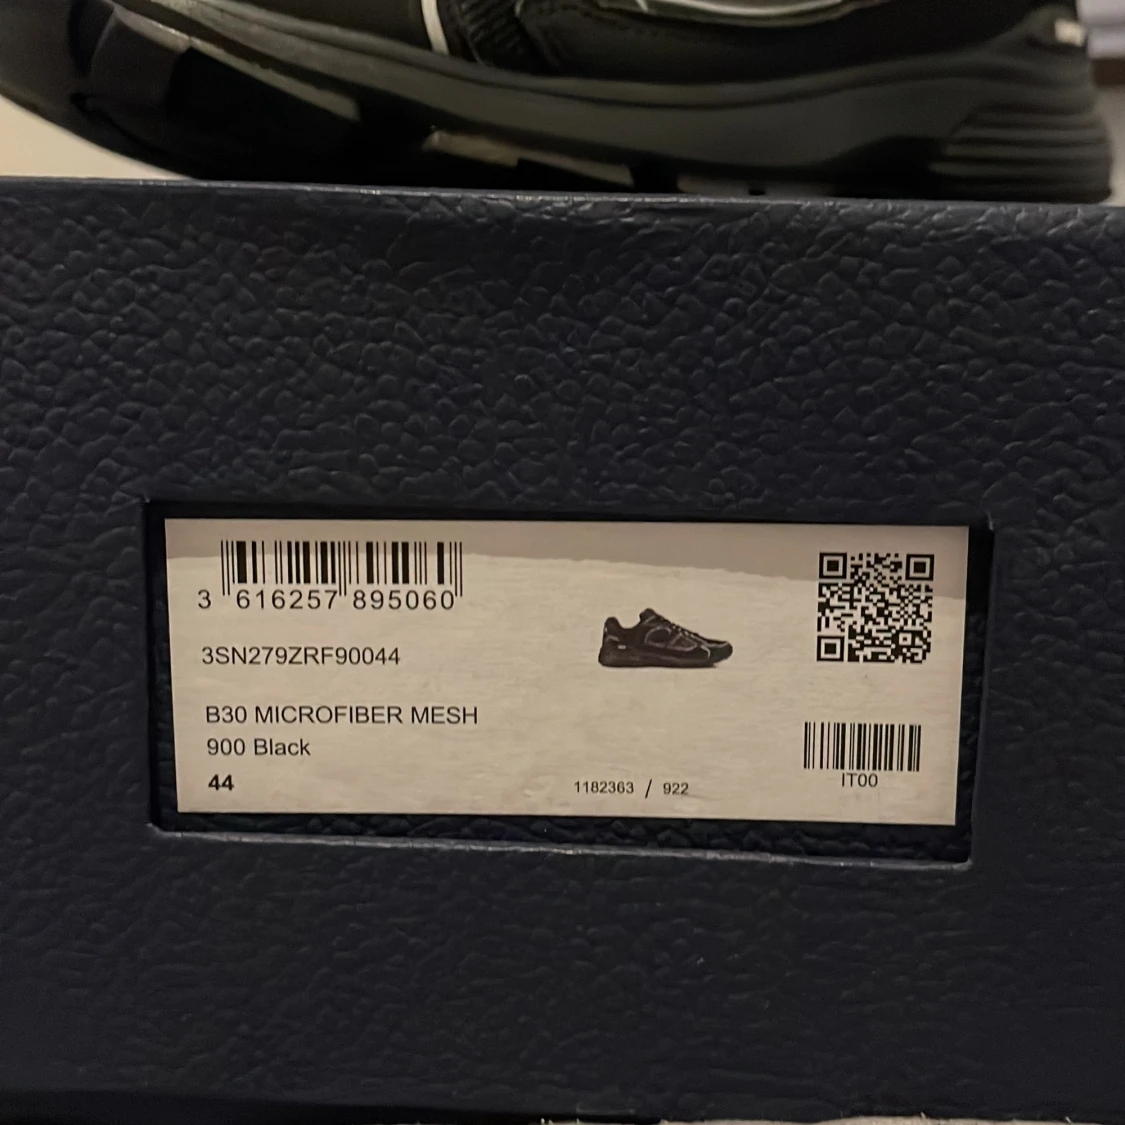 3 616257 895060
3SN279ZRF90044
B30 MICROFIBER MESH
900 Black
44
1182363 / 922
IT00